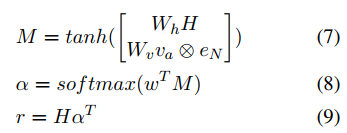 M = tanh([ W_h H
W_v v_a ⊗ e_N ]) (7)
α = softmax(w^T M) (8)
r = Hα^T (9)